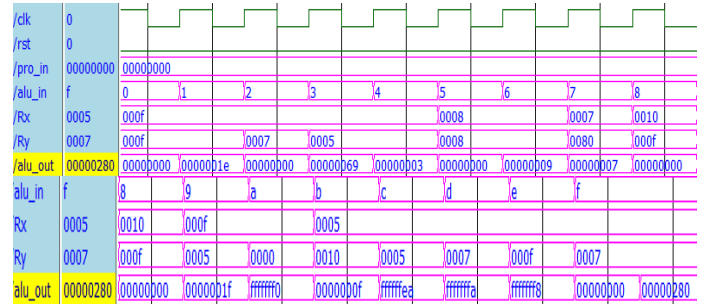 /clk 0
/rst 0
/pro_in 00000000 00000000
/alu_in f 0 1 2 3 4 5 6 7 8
/Rx 0005 000f 0008 0007 0010
/Ry 0007 000f 0007 0005 0008 0080 000f
/alu_out 00000280 00000000 0000001e 00000000 00000069 00000003 00000000 00000009 00000007 00000000
alu_in f 8 9 a b c d e f
Rx 0005 0010 000f 0005
Ry 0007 000f 0005 0000 0010 0005 0007 000f 0007
alu_out 00000280 00000000 0000001f fffffff0 0000000f ffffffea fffffffa fffffff8 00000000 00000280